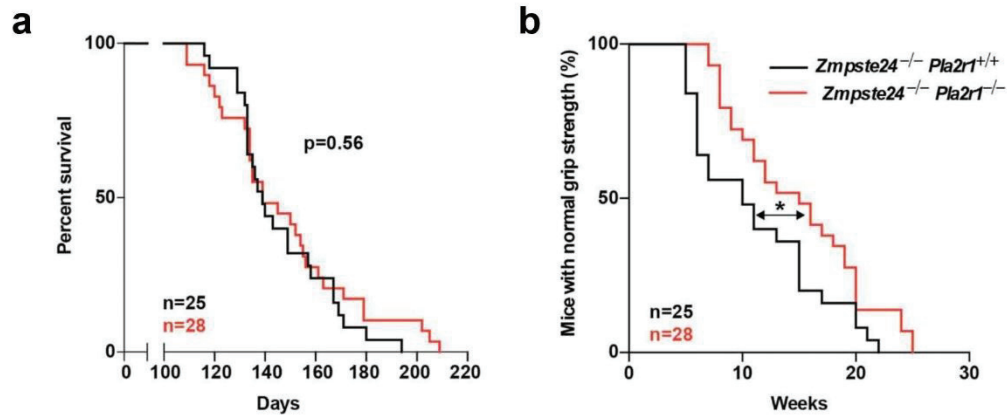 a
Percent survival
100
50
0
p=0.56
n=25
n=28
0 100 120 140 160 180 200 220
Days
b
Mice with normal grip strength (%)
100
50
0
Zmpste24−/− Pla2r1+/+
Zmpste24−/− Pla2r1−/−
*
n=25
n=28
0 10 20 30
Weeks